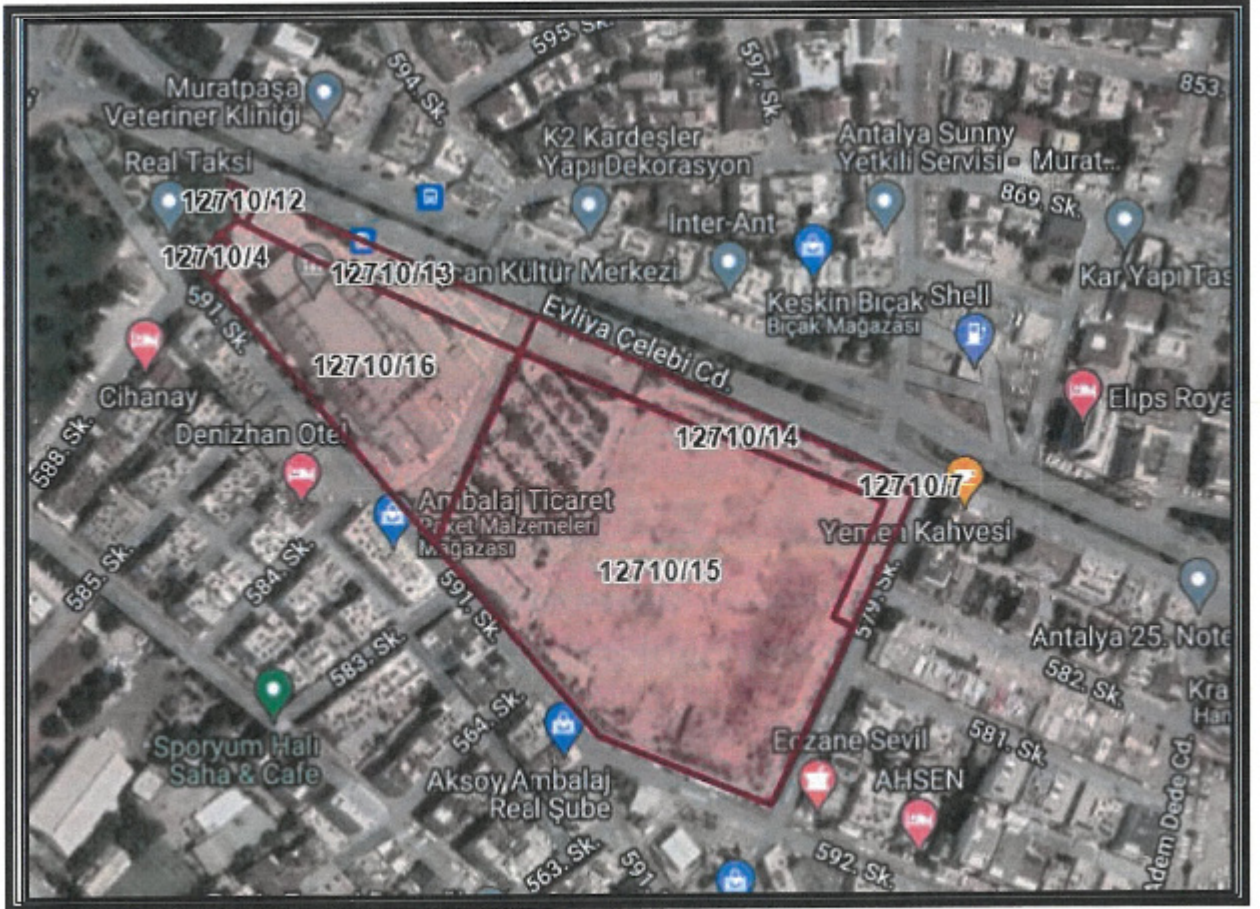 595. Sk.
594. Sk.
597. Sk.
853.
Muratpaşa
Veteriner Kliniği
K2 Kardeşler
Yapı Dekorasyon
Antalya Sunny
Yetkili Servisi - Murat...
Real Taksi
869. Sk.
12710/12
Inter-Ant
12710/4
12710/13
an Kültür Merkezi
Kar Yapı Tas
Keskin Bıçak
Bıçak Mağazası
Shell
591. Sk.
Evliya Çelebi Cd.
12710/16
Cihanay
Elips Roya
Denizhan Otel
12710/14
588. Sk.
12710/7
Ambalaj Ticaret
Paket Malzemeleri
Mağazası
Yemen Kahvesi
585. Sk.
584. Sk.
12710/15
591. Sk.
579. Sk.
Antalya 25. Note
583. Sk.
582. Sk.
Kra
Han
564. Sk.
581. Sk.
Sporyum Halı
Saha & Cafe
Eczane Sevil
Aksoy Ambalaj
Real Şube
AHSEN
Adem Dede Cd.
563. Sk.
591
592. Sk.